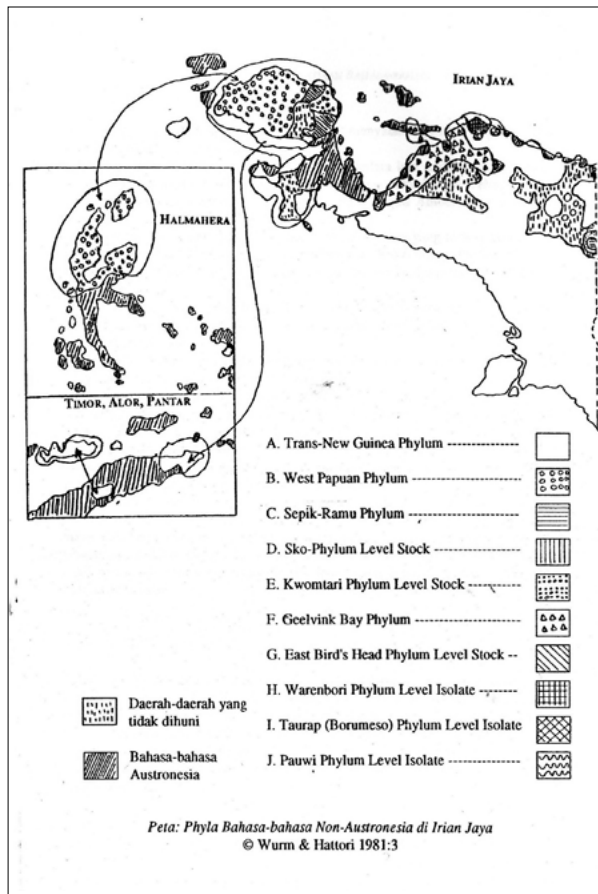 IRIAN JAYA
HALMAHERA
TIMOR, ALOR, PANTAR
A. Trans-New Guinea Phylum ----------------
B. West Papuan Phylum ------------------------
C. Sepik-Ramu Phylum ------------------------
D. Sko-Phylum Level Stock ------------------
E. Kwomtari Phylum Level Stock -----------
F. Geelvink Bay Phylum ----------------------
G. East Bird's Head Phylum Level Stock --
H. Warenbori Phylum Level Isolate --------
I. Taurap (Borumeso) Phylum Level Isolate
J. Pauwi Phylum Level Isolate --------------
Daerah-daerah yang
tidak dihuni
Bahasa-bahasa
Austronesia
Peta: Phyla Bahasa-bahasa Non-Austronesia di Irian Jaya
© Wurm & Hattori 1981:3